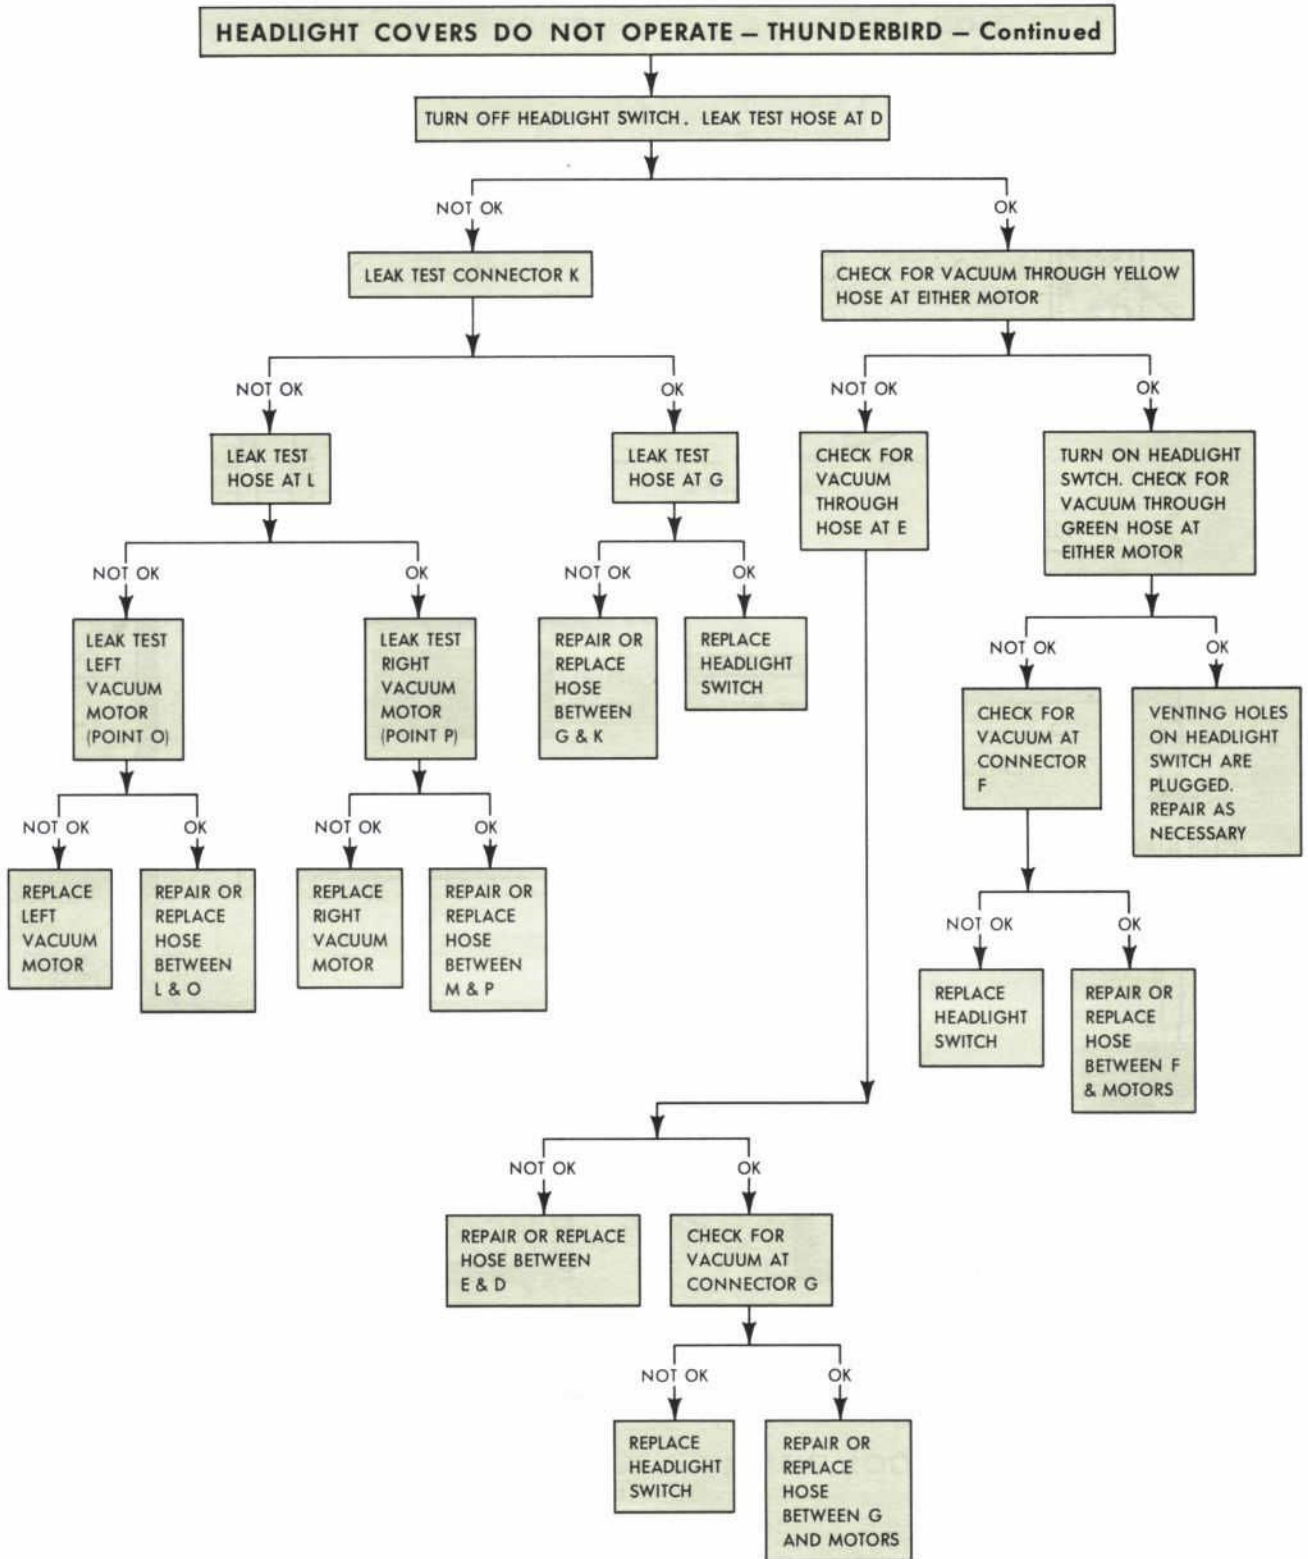 HEADLIGHT COVERS DO NOT OPERATE – THUNDERBIRD – Continued
TURN OFF HEADLIGHT SWITCH. LEAK TEST HOSE AT D
NOT OK
OK
LEAK TEST CONNECTOR K
CHECK FOR VACUUM THROUGH YELLOW
HOSE AT EITHER MOTOR
NOT OK
OK
NOT OK
OK
LEAK TEST
HOSE AT L
LEAK TEST
HOSE AT G
CHECK FOR
VACUUM
THROUGH
HOSE AT E
TURN ON HEADLIGHT
SWTCH. CHECK FOR
VACUUM THROUGH
GREEN HOSE AT
EITHER MOTOR
NOT OK
OK
NOT OK
OK
LEAK TEST
LEFT
VACUUM
MOTOR
(POINT O)
LEAK TEST
RIGHT
VACUUM
MOTOR
(POINT P)
REPAIR OR
REPLACE
HOSE
BETWEEN
G & K
REPLACE
HEADLIGHT
SWITCH
NOT OK
OK
CHECK FOR
VACUUM AT
CONNECTOR
F
VENTING HOLES
ON HEADLIGHT
SWITCH ARE
PLUGGED.
REPAIR AS
NECESSARY
NOT OK
OK
NOT OK
OK
REPLACE
LEFT
VACUUM
MOTOR
REPAIR OR
REPLACE
HOSE
BETWEEN
L & O
REPLACE
RIGHT
VACUUM
MOTOR
REPAIR OR
REPLACE
HOSE
BETWEEN
M & P
NOT OK
OK
REPLACE
HEADLIGHT
SWITCH
REPAIR OR
REPLACE
HOSE
BETWEEN F
& MOTORS
NOT OK
OK
REPAIR OR REPLACE
HOSE BETWEEN
E & D
CHECK FOR
VACUUM AT
CONNECTOR G
NOT OK
OK
REPLACE
HEADLIGHT
SWITCH
REPAIR OR
REPLACE
HOSE
BETWEEN G
AND MOTORS